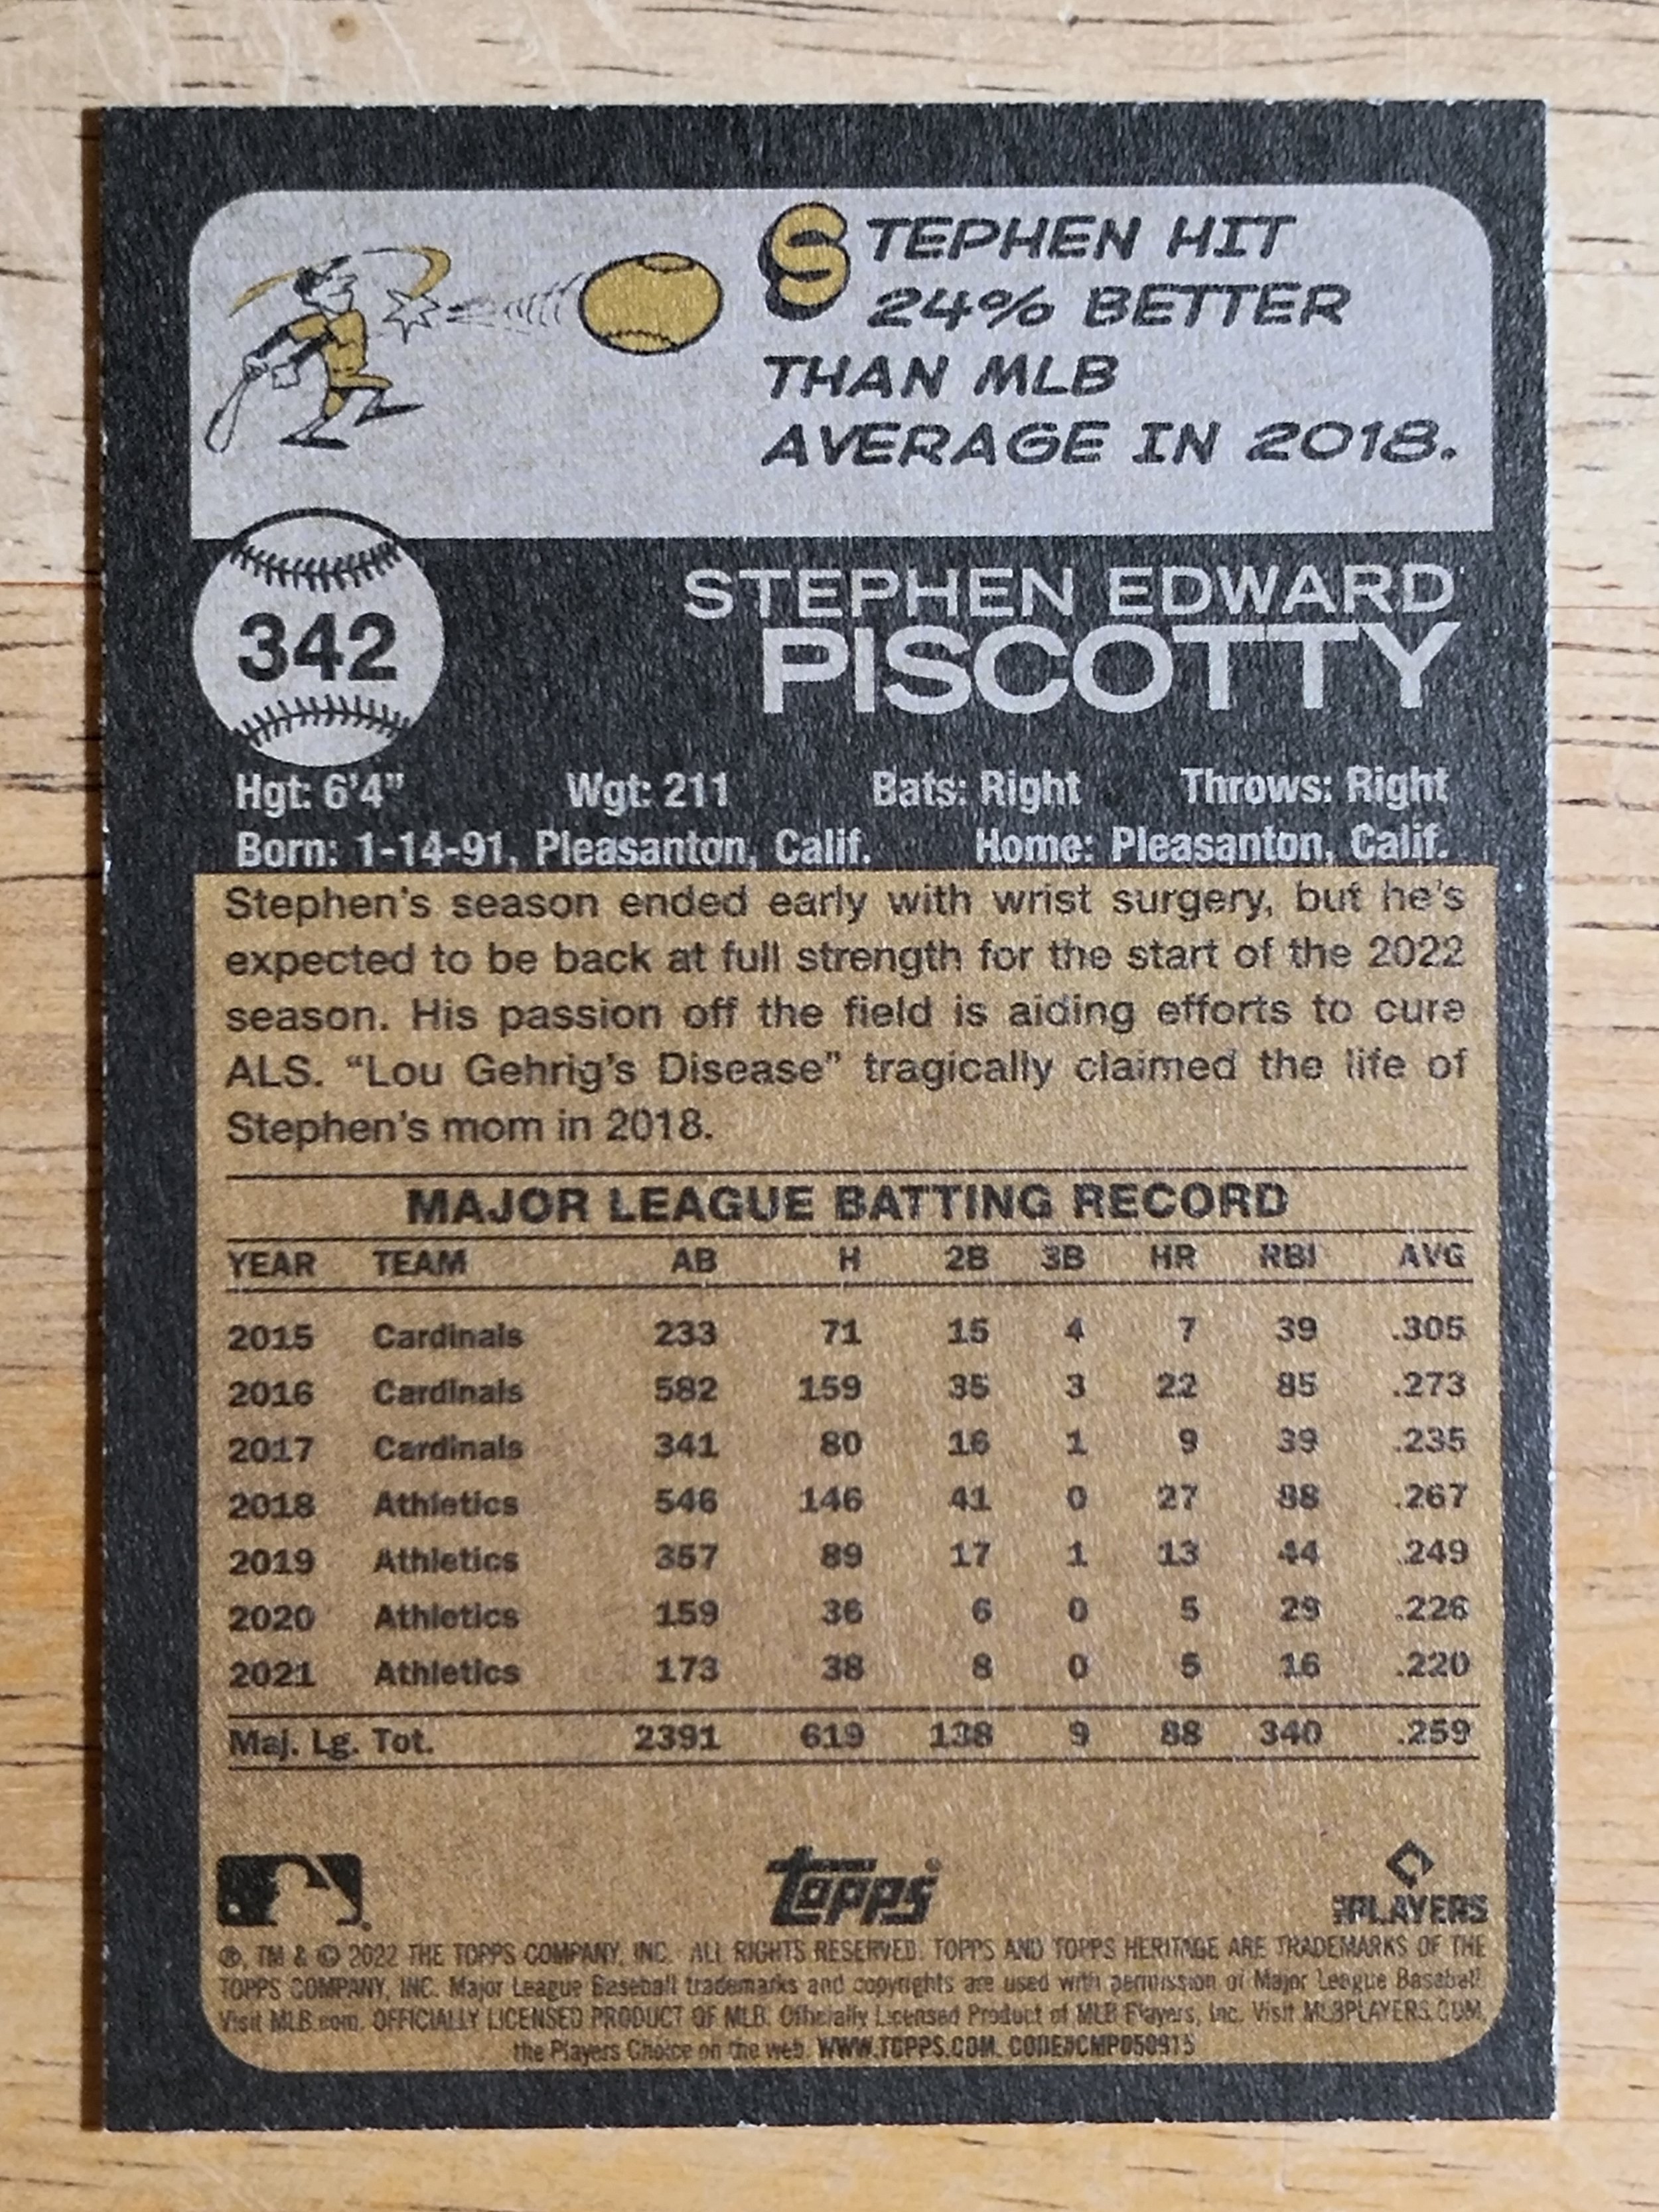 STEPHEN HIT
24% BETTER
THAN MLB
AVERAGE IN 2018.
342
STEPHEN EDWARD
PISCOTTY
Hgt: 6'4" Wgt: 211 Bats: Right Throws: Right
Born: 1-14-91, Pleasanton, Calif. Home: Pleasanton, Calif.
Stephen's season ended early with wrist surgery, but he's
expected to be back at full strength for the start of the 2022
season. His passion off the field is aiding efforts to cure
ALS. "Lou Gehrig's Disease" tragically claimed the life of
Stephen's mom in 2018.
MAJOR LEAGUE BATTING RECORD
YEAR TEAM AB H 2B 3B HR RBI AVG
2015 Cardinals 233 71 15 4 7 39 .305
2016 Cardinals 582 159 35 3 22 85 .273
2017 Cardinals 341 80 16 1 9 39 .235
2018 Athletics 546 146 41 0 27 88 .267
2019 Athletics 357 89 17 1 13 44 .249
2020 Athletics 159 36 6 0 5 29 .226
2021 Athletics 173 38 8 0 5 16 .220
Maj. Lg. Tot. 2391 619 138 9 88 340 .259
Topps®
PLAYERS
®, TM & © 2022 THE TOPPS COMPANY, INC. ALL RIGHTS RESERVED. TOPPS AND TOPPS HERITAGE ARE TRADEMARKS OF THE
TOPPS COMPANY, INC. Major League Baseball trademarks and copyrights are used with permission of Major League Baseball.
Visit MLB.com. OFFICIALLY LICENSED PRODUCT OF MLB. Officially Licensed Product of MLB Players, Inc. Visit MLBPLAYERS.COM,
the Players Choice on the web. WWW.TOPPS.COM. CODE#CMP050915